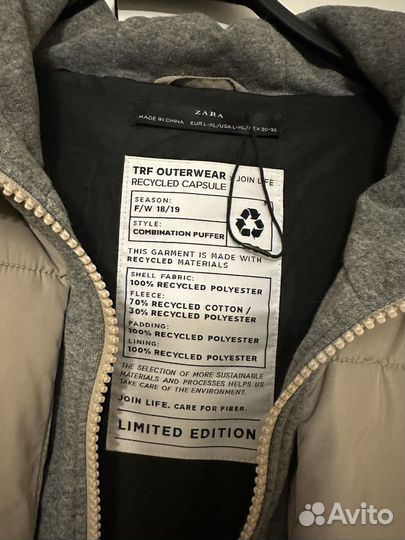 ZARA
MADE IN CHINA EUR L-XL/USA L-XL/
TRF OUTERWEAR × JOIN LIFE
RECYCLED CAPSULE
SEASON:
F/W 18/19
STYLE:
COMBINATION PUFFER
THIS GARMENT IS MADE WITH
RECYCLED MATERIALS
SHELL FABRIC:
100% RECYCLED POLYESTER
FLEECE:
70% RECYCLED COTTON /
30% RECYCLED POLYESTER
PADDING:
100% RECYCLED POLYESTER
LINING:
100% RECYCLED POLYESTER
THE SELECTION OF MORE SUSTAINABLE
MATERIALS AND PROCESSES HELPS US
TAKE CARE OF THE ENVIRONMENT.
JOIN LIFE. CARE FOR FIBER.
LIMITED EDITION
Avito